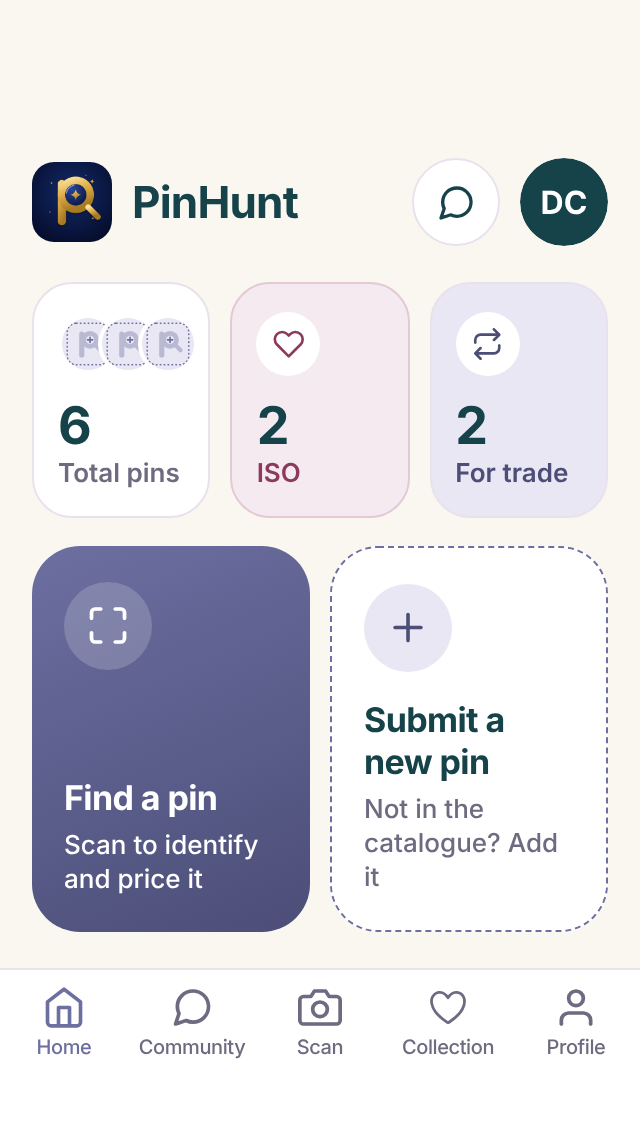 PinHunt
DC
6
Total pins
2
ISO
2
For trade
Find a pin
Scan to identify
and price it
Submit a
new pin
Not in the
catalogue? Add
it
Home
Community
Scan
Collection
Profile